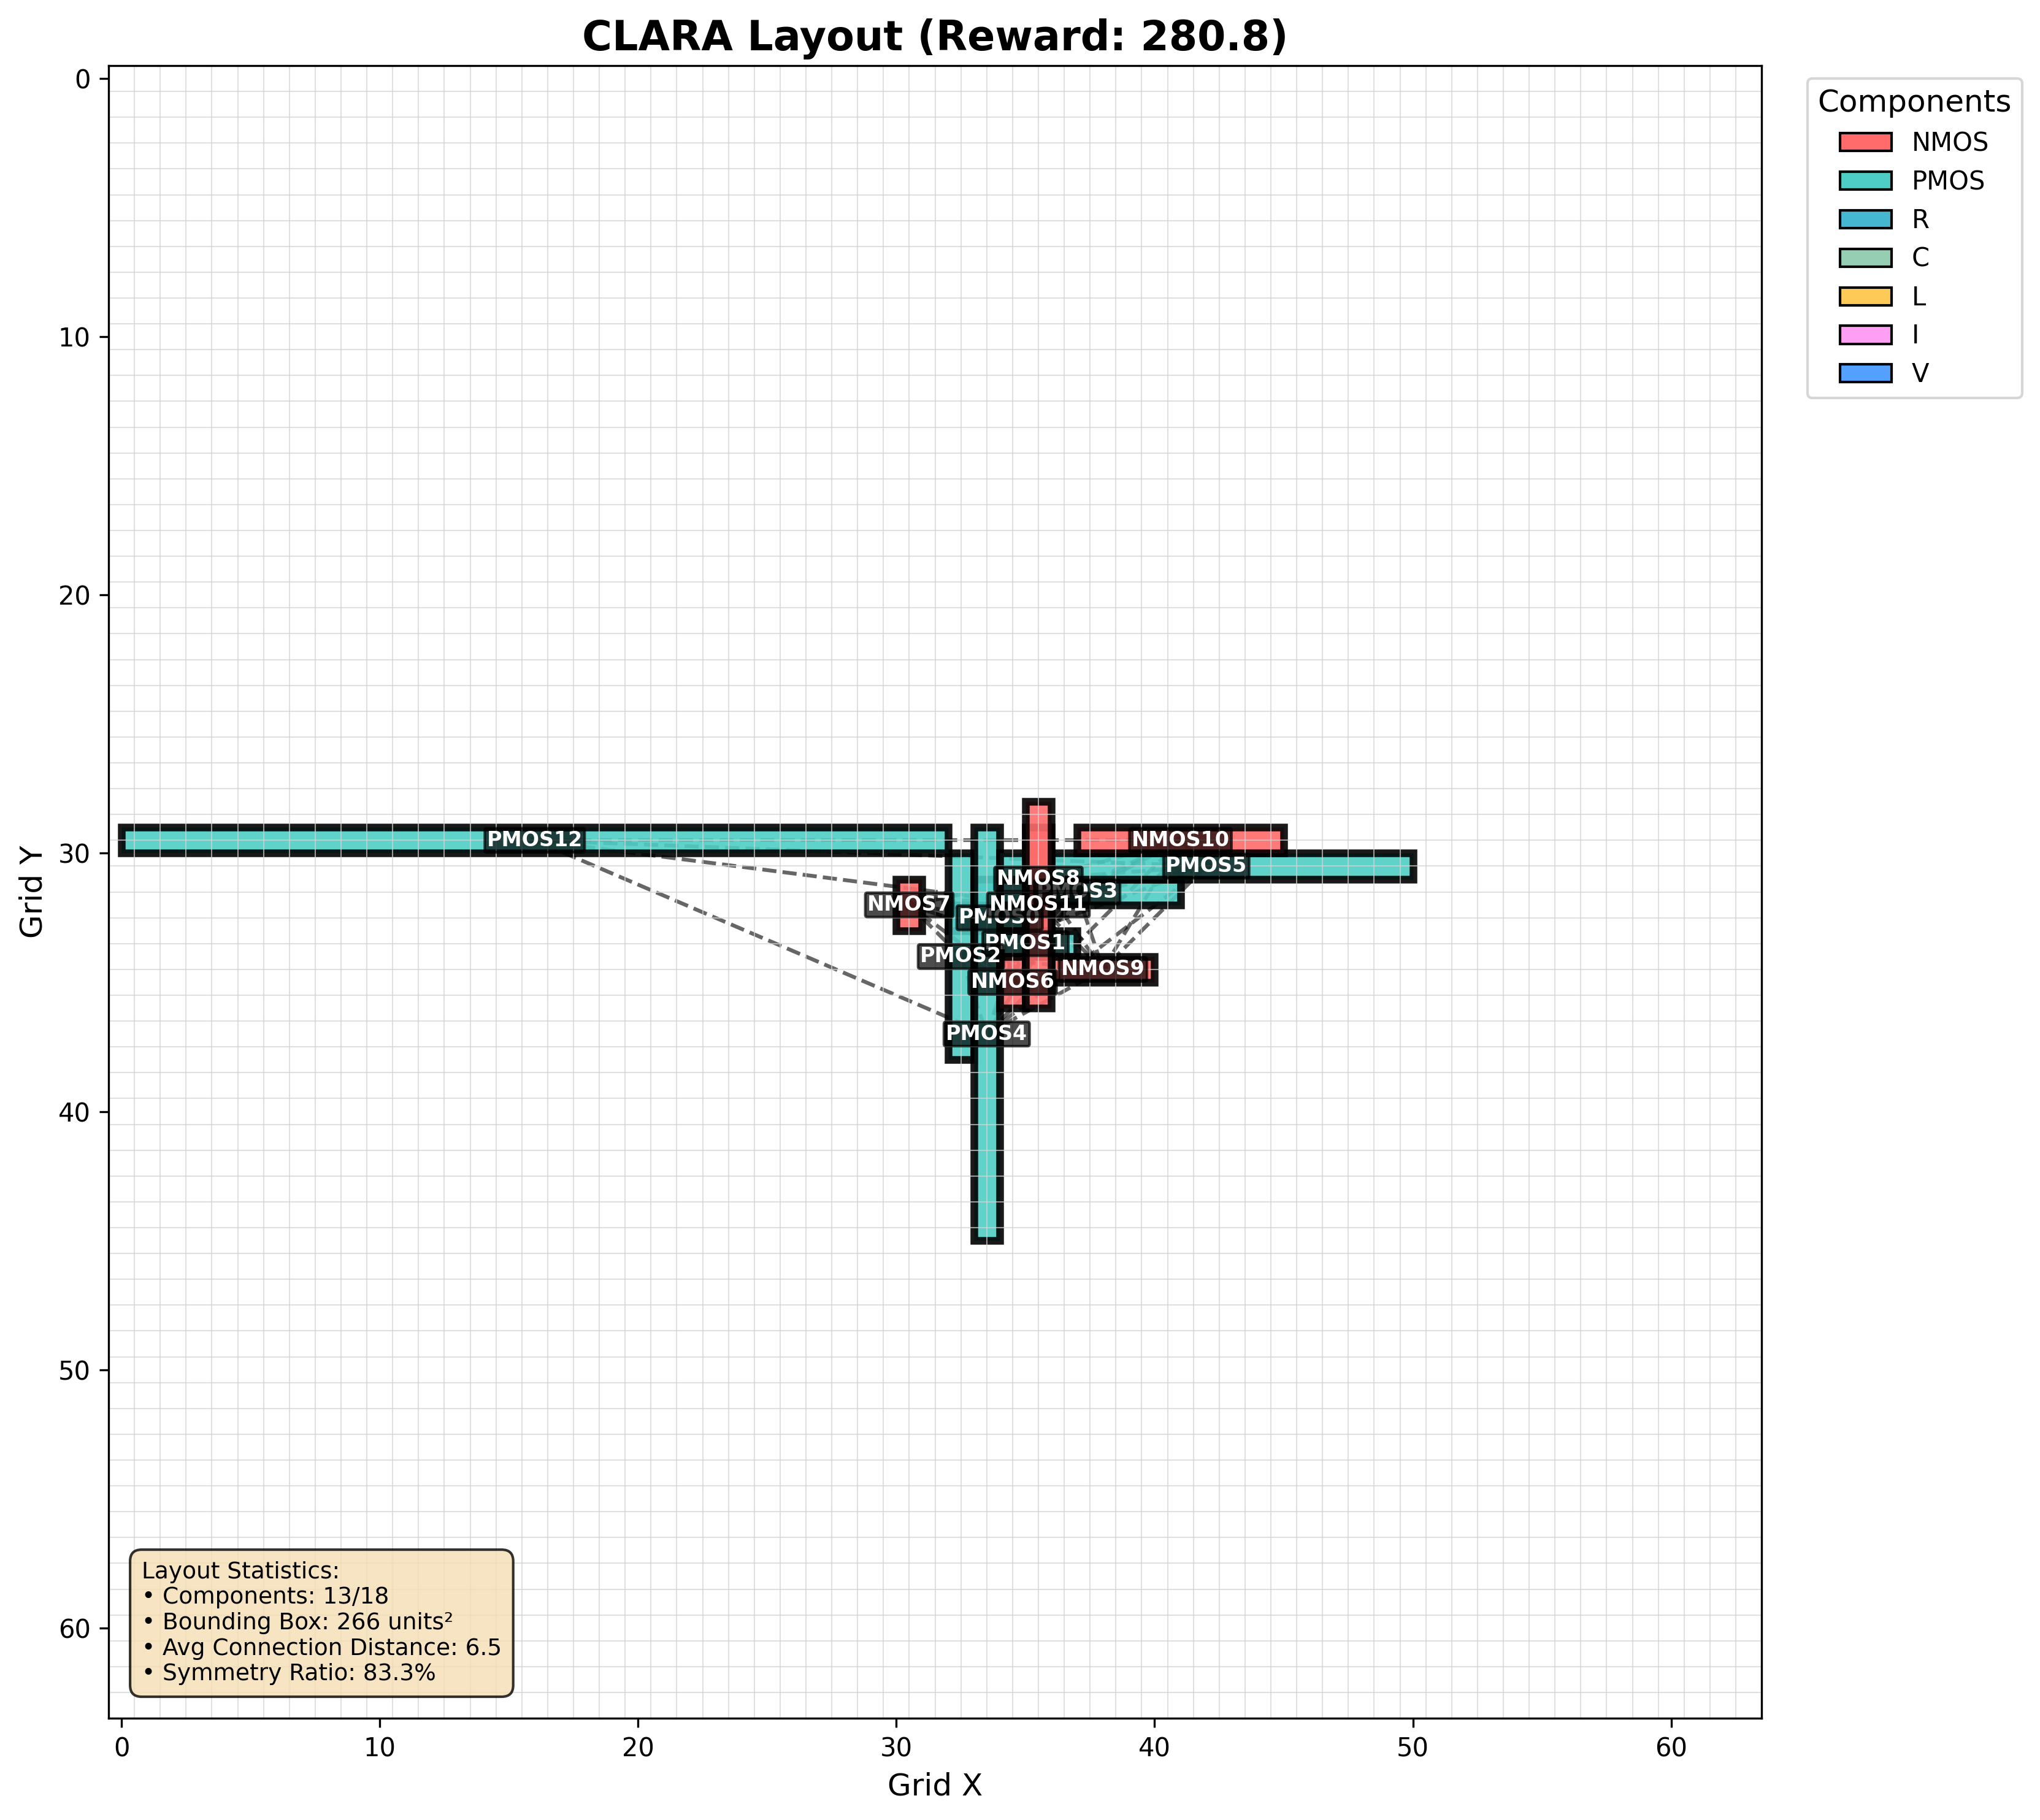 CLARA Layout (Reward: 280.8)
Components
NMOS
PMOS
R
C
L
I
V
0
10
20
30
40
50
60
Grid Y
PMOS12
NMOS10
PMOS5
NMOS8
NMOS7
NMOS11
PMOS1
PMOS2
NMOS9
NMOS6
PMOS4
Layout Statistics:
• Components: 13/18
• Bounding Box: 266 units²
• Avg Connection Distance: 6.5
• Symmetry Ratio: 83.3%
0
10
20
30
40
50
60
Grid X